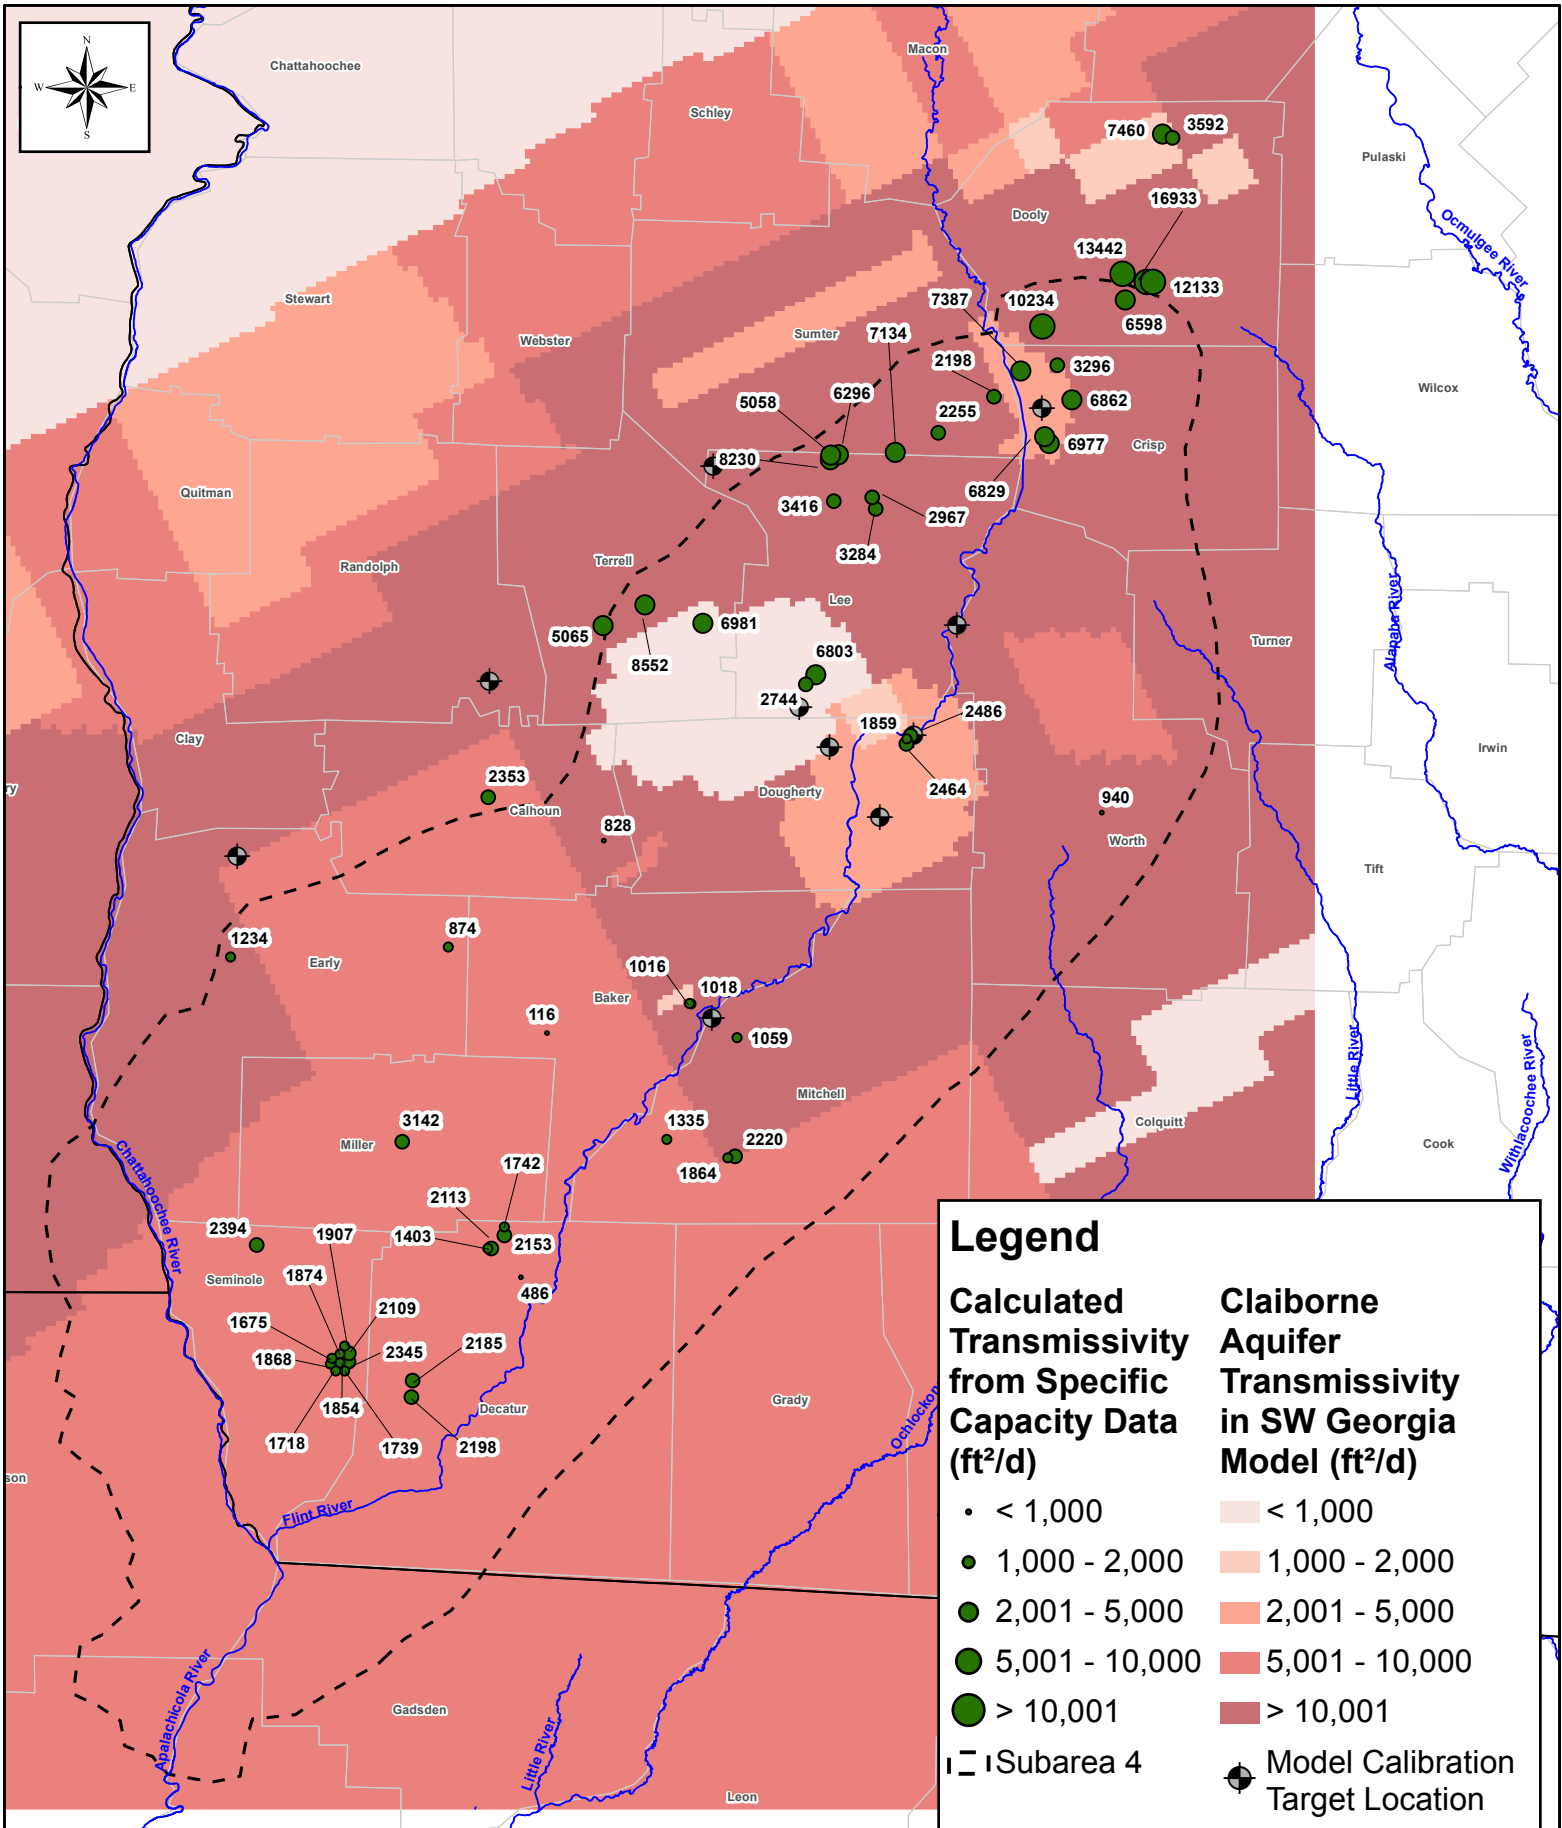 N
W
E
S
Chattahoochee
Macon
Schley
7460
3592
Pulaski
16933
Dooly
Ocmulgee River
13442
12133
Stewart
7387
10234
6598
Webster
Sumter
7134
2198
3296
Wilcox
5058
6296
2255
6862
8230
6977
Crisp
Quitman
6829
3416
2967
3284
Randolph
Terrell
Lee
Alapaha River
5065
6981
8552
6803
Turner
2744
1859
2486
Clay
Irwin
2353
2464
ry
Calhoun
Dougherty
940
828
Worth
Tift
874
1234
Early
1016
1018
Baker
116
1059
Little River
Withlacoochee River
Mitchell
3142
1335
Colquitt
Miller
2220
Cook
1864
1742
Chattahoochee River
2113
2394
1907
1403
2153
Seminole
1874
486
2109
1675
2345
2185
1868
1854
Decatur
Grady
1718
1739
2198
Ochlockon
son
Flint River
Apalachicola River
Gadsden
Little River
Leon
Legend
Calculated
Transmissivity
from Specific
Capacity Data
(ft²/d)
< 1,000
1,000 - 2,000
2,001 - 5,000
5,001 - 10,000
> 10,001
Subarea 4
Claiborne
Aquifer
Transmissivity
in SW Georgia
Model (ft²/d)
< 1,000
1,000 - 2,000
2,001 - 5,000
5,001 - 10,000
> 10,001
Model Calibration
Target Location